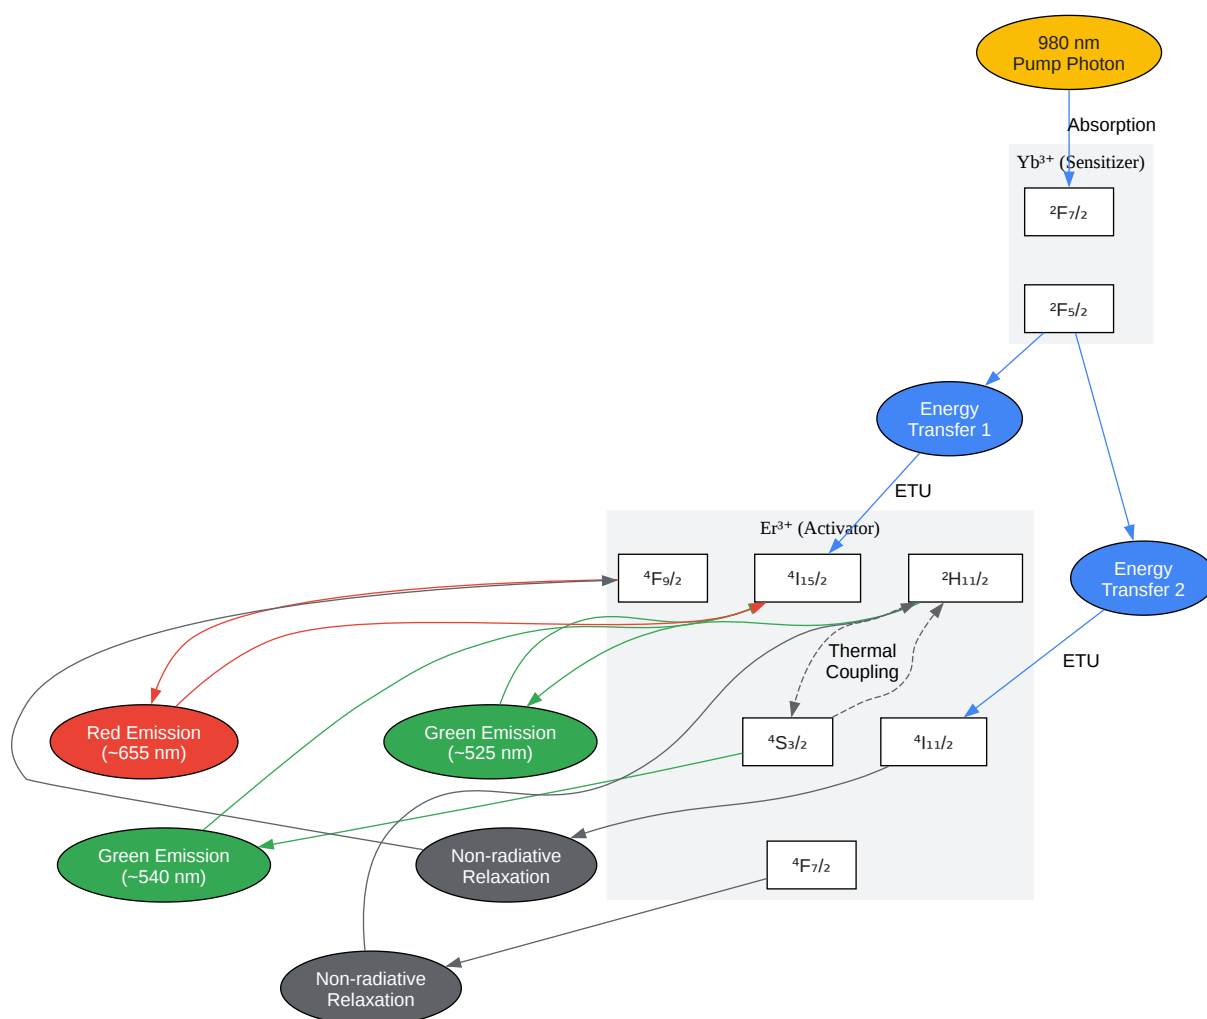 980 nm
Pump Photon
Absorption
Yb³⁺ (Sensitizer)
²F₇/₂
²F₅/₂
Energy
Transfer 1
ETU
Er³⁺ (Activator)
⁴F₉/₂
⁴I₁₅/₂
²H₁₁/₂
Energy
Transfer 2
Thermal
Coupling
ETU
Red Emission
(~655 nm)
Green Emission
(~525 nm)
⁴S₃/₂
⁴I₁₁/₂
Green Emission
(~540 nm)
Non-radiative
Relaxation
⁴F₇/₂
Non-radiative
Relaxation